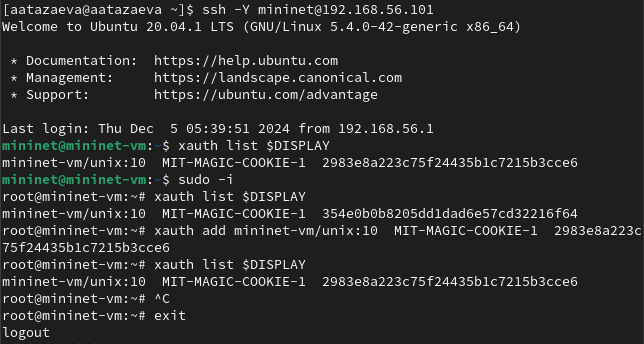 [aatazaeva@aatazaeva ~]$ ssh -Y mininet@192.168.56.101
Welcome to Ubuntu 20.04.1 LTS (GNU/Linux 5.4.0-42-generic x86_64)

 * Documentation:  https://help.ubuntu.com
 * Management:     https://landscape.canonical.com
 * Support:        https://ubuntu.com/advantage

Last login: Thu Dec  5 05:39:51 2024 from 192.168.56.1
mininet@mininet-vm:~$ xauth list $DISPLAY
mininet-vm/unix:10  MIT-MAGIC-COOKIE-1  2983e8a223c75f24435b1c7215b3cce6
mininet@mininet-vm:~$ sudo -i
root@mininet-vm:~# xauth list $DISPLAY
mininet-vm/unix:10  MIT-MAGIC-COOKIE-1  354e0b0b8205dd1dad6e57cd32216f64
root@mininet-vm:~# xauth add mininet-vm/unix:10  MIT-MAGIC-COOKIE-1  2983e8a223c
75f24435b1c7215b3cce6
root@mininet-vm:~# xauth list $DISPLAY
mininet-vm/unix:10  MIT-MAGIC-COOKIE-1  2983e8a223c75f24435b1c7215b3cce6
root@mininet-vm:~# ^C
root@mininet-vm:~# exit
logout